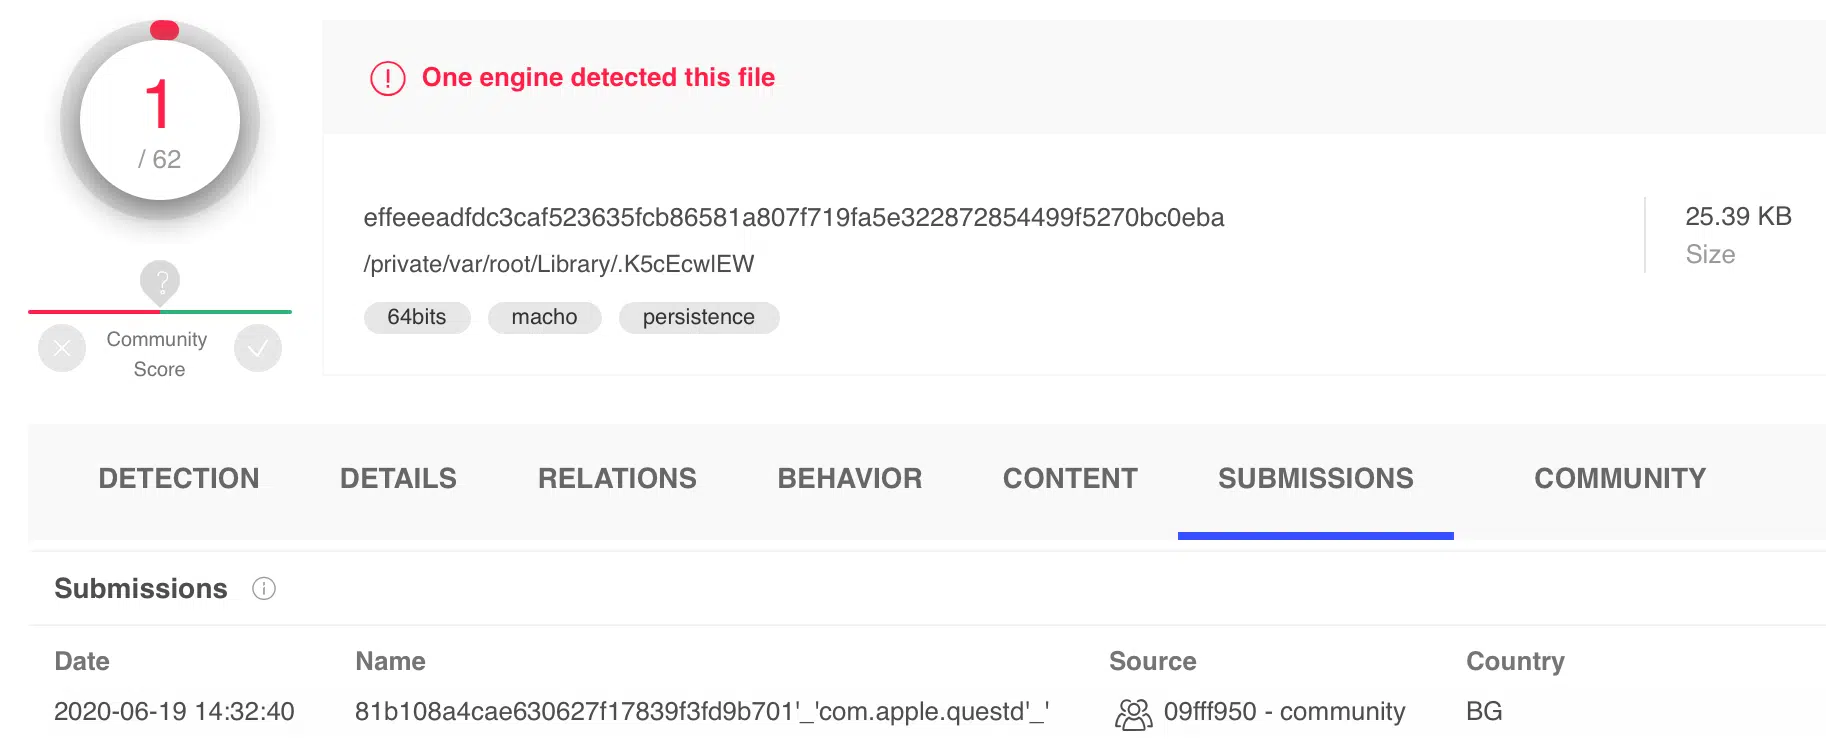 1
/ 62
?
Community
Score
! One engine detected this file
effeeeadfdc3caf523635fcb86581a807f719fa5e322872854499f5270bc0eba
/private/var/root/Library/.K5cEcwlEW
64bits macho persistence
25.39 KB
Size
DETECTION DETAILS RELATIONS BEHAVIOR CONTENT SUBMISSIONS COMMUNITY
Submissions i
Date Name Source Country
2020-06-19 14:32:40 81b108a4cae630627f17839f3fd9b701'_'com.apple.questd'_' 09fff950 - community BG